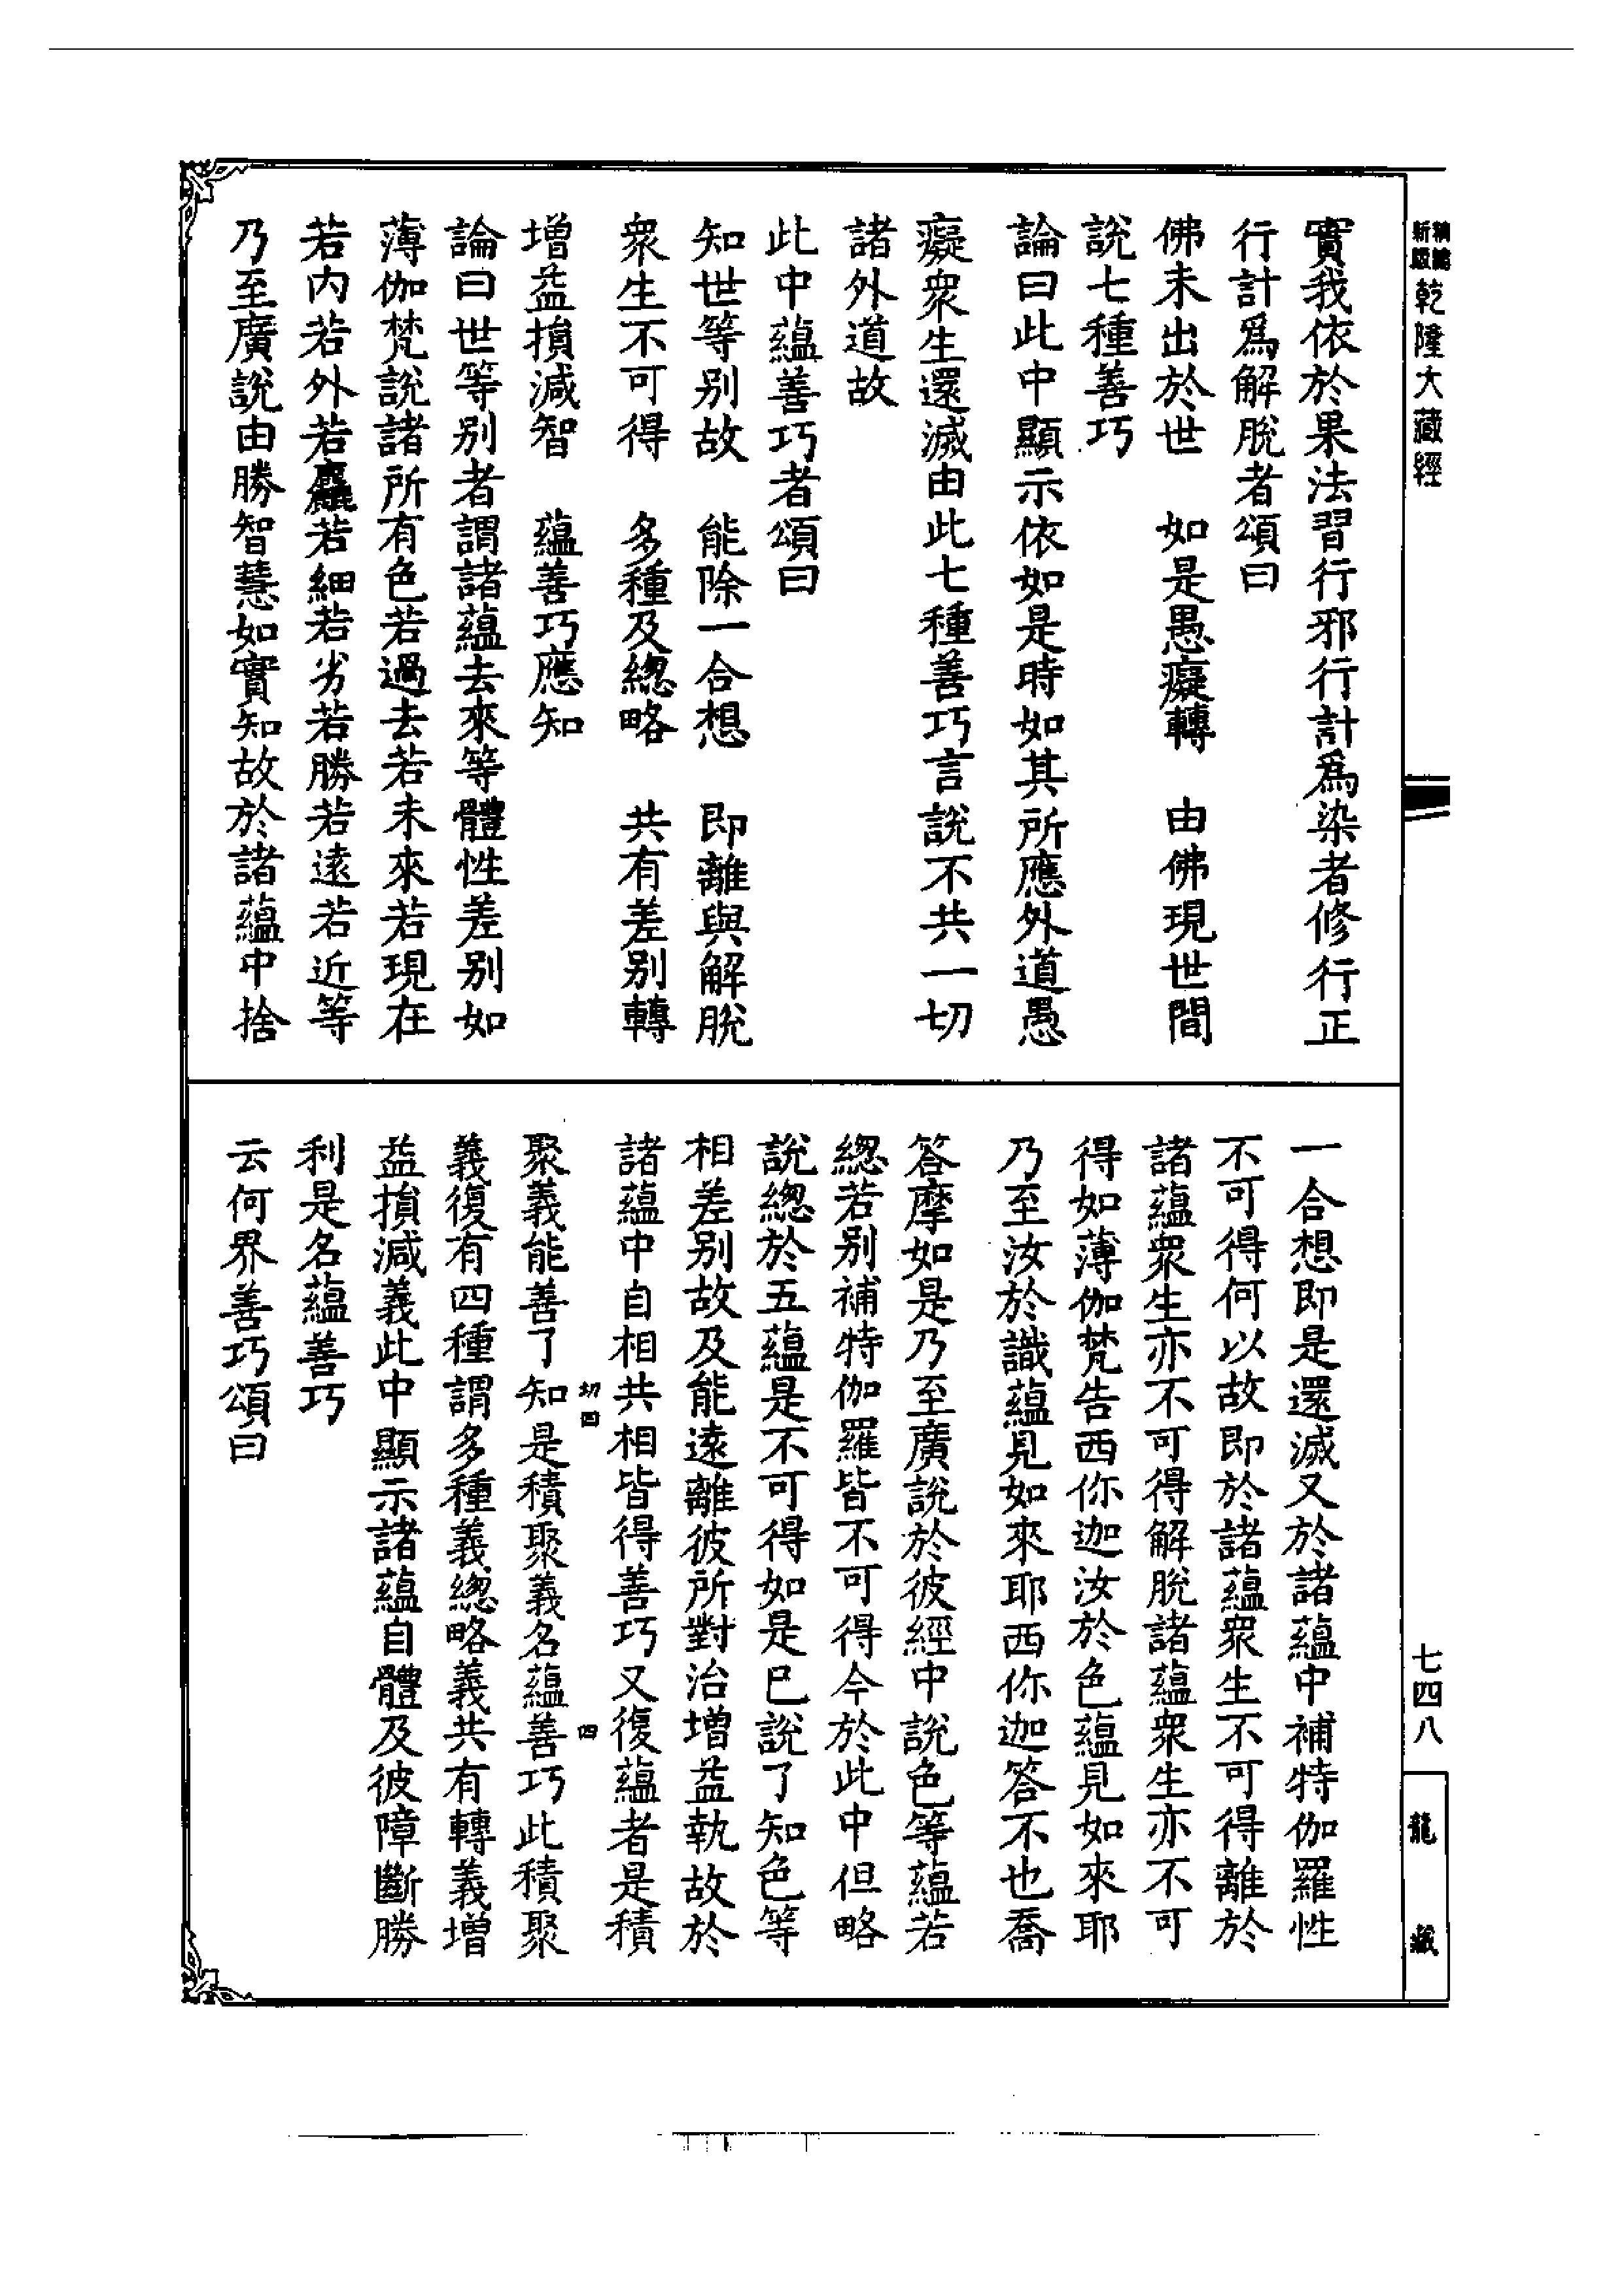 新版精縮乾隆大藏經
實我依於果法習行邪行計爲染者修行正
行計爲解脫者頌曰
佛未出於世　如是愚癡轉　由佛現世間
說七種善巧
論曰此中顯示依如是時如其所應外道愚
癡衆生還滅由此七種善巧言說不共一切
諸外道故
此中蘊善巧者頌曰
知世等別故　能除一合想　即離與解脫
衆生不可得　多種及緫略　共有差別轉
增益損減智　蘊善巧應知
論曰世等別者謂諸蘊去來等體性差別如
薄伽梵說諸所有色若過去若未來若現在
若內若外若麤若細若劣若勝若遠若近等
乃至廣說由勝智慧如實知故於諸蘊中捨
一合想即是還滅又於諸蘊中補特伽羅性
不可得何以故即於諸蘊衆生不可得離於
諸蘊衆生亦不可得解脫諸蘊衆生亦不可
得如薄伽梵告西你迦汝於色蘊見如來耶
乃至汝於識蘊見如來耶西你迦答不也喬
答摩如是乃至廣說於彼經中說色等蘊若
緫若別補特伽羅皆不可得今於此中但略
說緫於五蘊是不可得如是巳說了知色等
相差別故及能遠離彼所對治增益執故於
諸蘊中自相共相皆得善巧又復蘊者是積
聚義能善了知是積聚義名蘊善巧此積聚
義復有四種謂多種義緫略義共有轉義增
益損減義此中顯示諸蘊自體及彼障斷勝
利是名蘊善巧
云何界善巧頌曰
七四八
龍藏